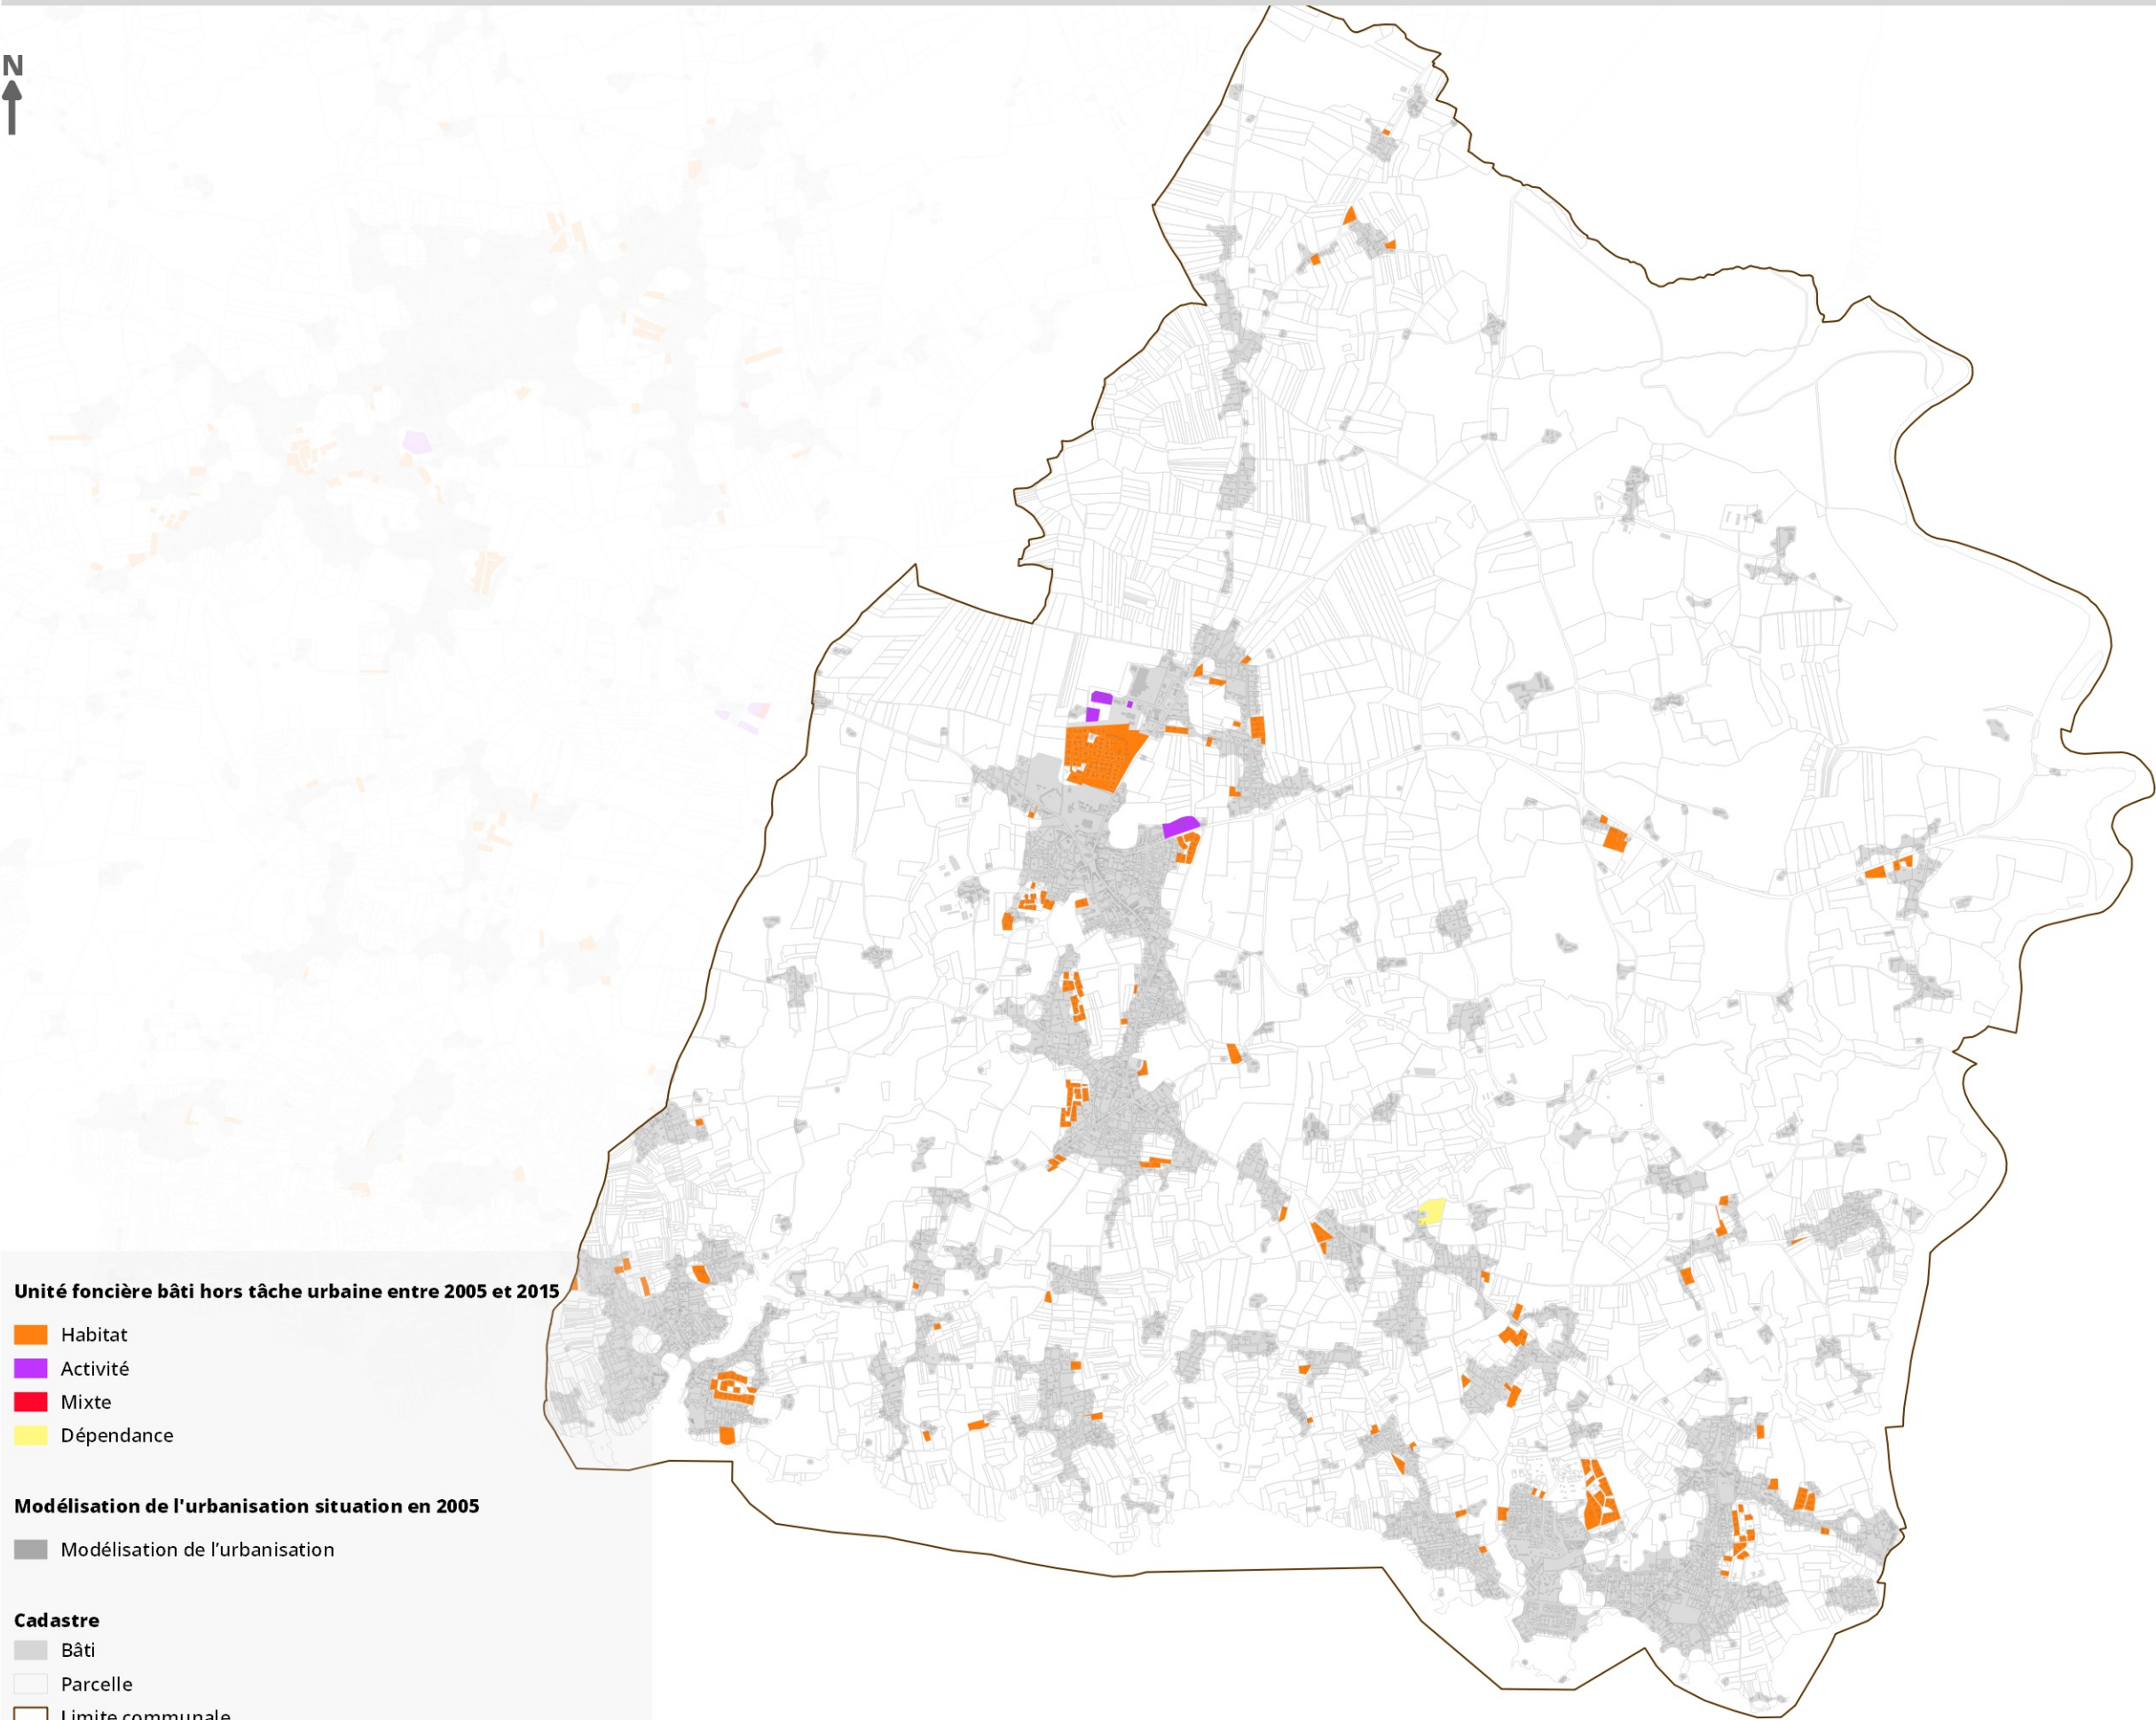 N
Unité foncière bâti hors tâche urbaine entre 2005 et 2015
Habitat
Activité
Mixte
Dépendance
Modélisation de l'urbanisation situation en 2005
Modélisation de l’urbanisation
Cadastre
Bâti
Parcelle
Limite communale